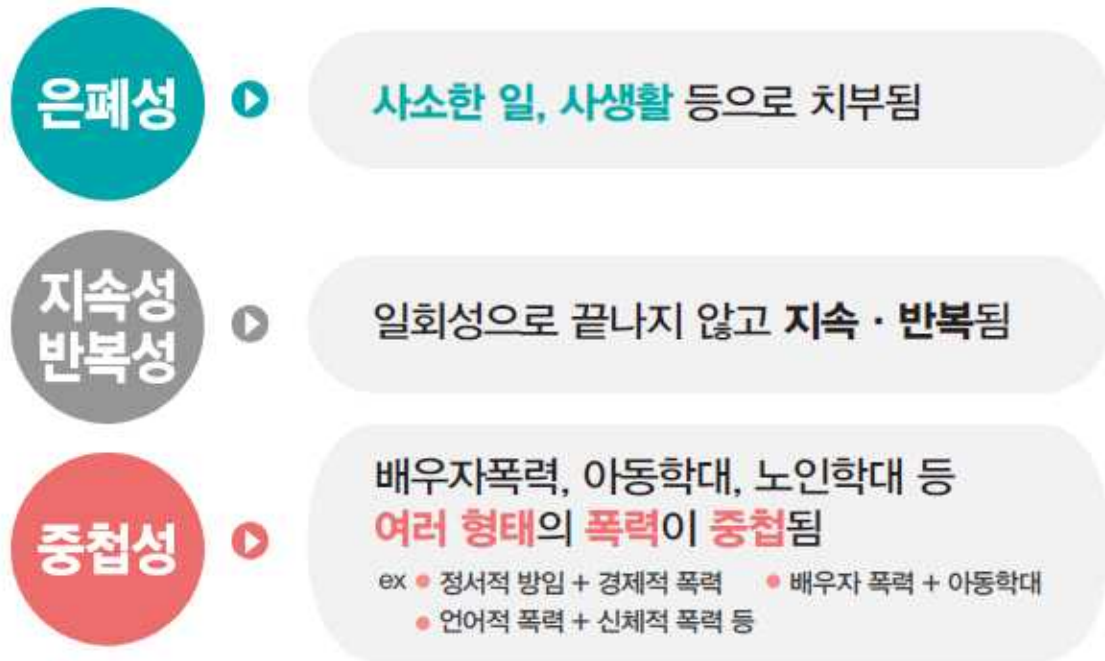 은폐성
사소한 일, 사생활 등으로 치부됨
지속성
반복성
일회성으로 끝나지 않고 지속 · 반복됨
중첩성
배우자폭력, 아동학대, 노인학대 등
여러 형태의 폭력이 중첩됨
ex ● 정서적 방임 + 경제적 폭력 ● 배우자 폭력 + 아동학대
● 언어적 폭력 + 신체적 폭력 등